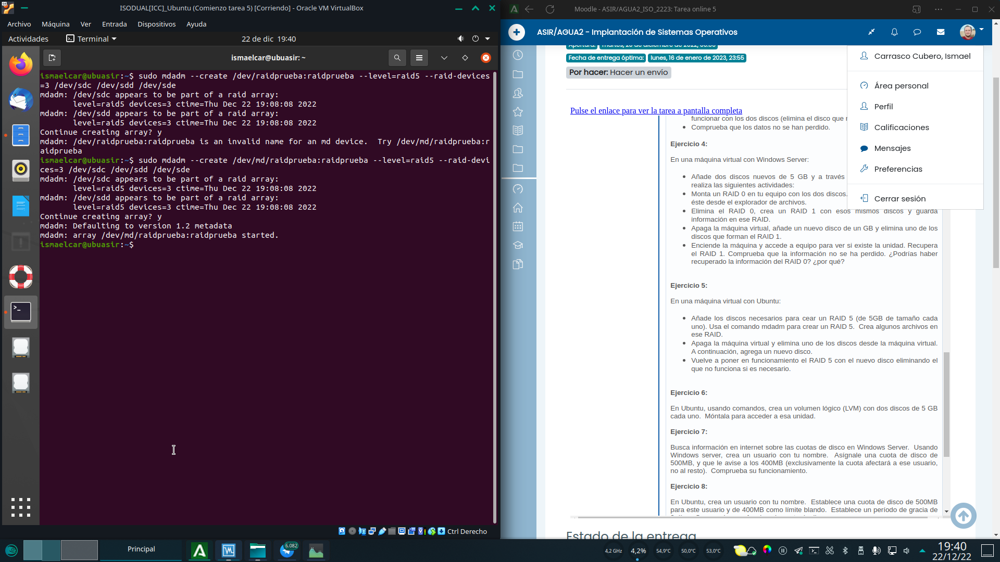 ISODUAL[ICC]_Ubuntu (Comienzo tarea 5) [Corriendo] - Oracle VM VirtualBox
Archivo Máquina Ver Entrada Dispositivos Ayuda
Actividades Terminal 22 de dic 19:40
ismaelcar@ubuasir: ~
ismaelcar@ubuasir:~$ sudo mdadm --create /dev/raidprueba:raidprueba --level=raid5 --raid-devices
=3 /dev/sdc /dev/sdd /dev/sde
mdadm: /dev/sdc appears to be part of a raid array:
level=raid5 devices=3 ctime=Thu Dec 22 19:08:08 2022
mdadm: /dev/sdd appears to be part of a raid array:
level=raid5 devices=3 ctime=Thu Dec 22 19:08:08 2022
Continue creating array? y
mdadm: /dev/raidprueba:raidprueba is an invalid name for an md device.  Try /dev/md/raidprueba:r
aidprueba
ismaelcar@ubuasir:~$ sudo mdadm --create /dev/md/raidprueba:raidprueba --level=raid5 --raid-devi
ces=3 /dev/sdc /dev/sdd /dev/sde
mdadm: /dev/sdc appears to be part of a raid array:
level=raid5 devices=3 ctime=Thu Dec 22 19:08:08 2022
mdadm: /dev/sdd appears to be part of a raid array:
level=raid5 devices=3 ctime=Thu Dec 22 19:08:08 2022
Continue creating array? y
mdadm: Defaulting to version 1.2 metadata
mdadm: array /dev/md/raidprueba:raidprueba started.
ismaelcar@ubuasir:~$
Ctrl Derecho
Moodle - ASIR/AGUA2_ISO_2223: Tarea online 5
ASIR/AGUA2 - Implantación de Sistemas Operativos
Fecha de entrega óptima: lunes, 16 de enero de 2023, 23:55
Por hacer: Hacer un envío
Pulse el enlace para ver la tarea a pantalla completa
Carrasco Cubero, Ismael
Área personal
Perfil
Calificaciones
Mensajes
Preferencias
Cerrar sesión
funcionar con los dos discos (elimina el disco que
Comprueba que los datos no se han perdido.
Ejercicio 4:
En una máquina virtual con Windows Server:
Añade dos discos nuevos de 5 GB y a través
realiza las siguientes actividades:
Monta un RAID 0 en tu equipo con los dos discos.
éste desde el explorador de archivos.
Elimina el RAID 0, crea un RAID 1 con esos mismos discos y guarda
información en ese RAID.
Apaga la máquina virtual, añade un nuevo disco de un GB y elimina uno de los
discos que forman el RAID 1.
Enciende la máquina y accede a equipo para ver si existe la unidad. Recupera
el RAID 1. Comprueba que la información no se ha perdido. ¿Podrías haber
recuperado la información del RAID 0? ¿por qué?
Ejercicio 5:
En una máquina virtual con Ubuntu:
Añade los discos necesarios para cear un RAID 5 (de 5GB de tamaño cada
uno). Usa el comando mdadm para crear un RAID 5.  Crea algunos archivos en
ese RAID.
Apaga la máquina virtual y elimina uno de los discos desde la máquina virtual.
A continuación, agrega un nuevo disco.
Vuelve a poner en funcionamiento el RAID 5 con el nuevo disco eliminando el
que no funciona si es necesario.
Ejercicio 6:
En Ubuntu, usando comandos, crea un volumen lógico (LVM) con dos discos de 5 GB
cada uno.  Móntala para acceder a esa unidad.
Ejercicio 7:
Busca información en internet sobre las cuotas de disco en Windows Server.  Usando
Windows server, crea un usuario con tu nombre.  Asígnale una cuota de disco de
500MB, y que le avise a los 400MB (exclusivamente la cuota afectará a ese usuario,
no al resto).  Comprueba su funcionamiento.
Ejercicio 8:
En Ubuntu, crea un usuario con tu nombre.  Establece una cuota de disco de 500MB
para este usuario y de 400MB como límite blando.  Establece un período de gracia de
Estado de la entrega
Principal
6.082
4,2 GHz 4,2% 54,9°C 50,0°C 53,0°C
19:40
22/12/22